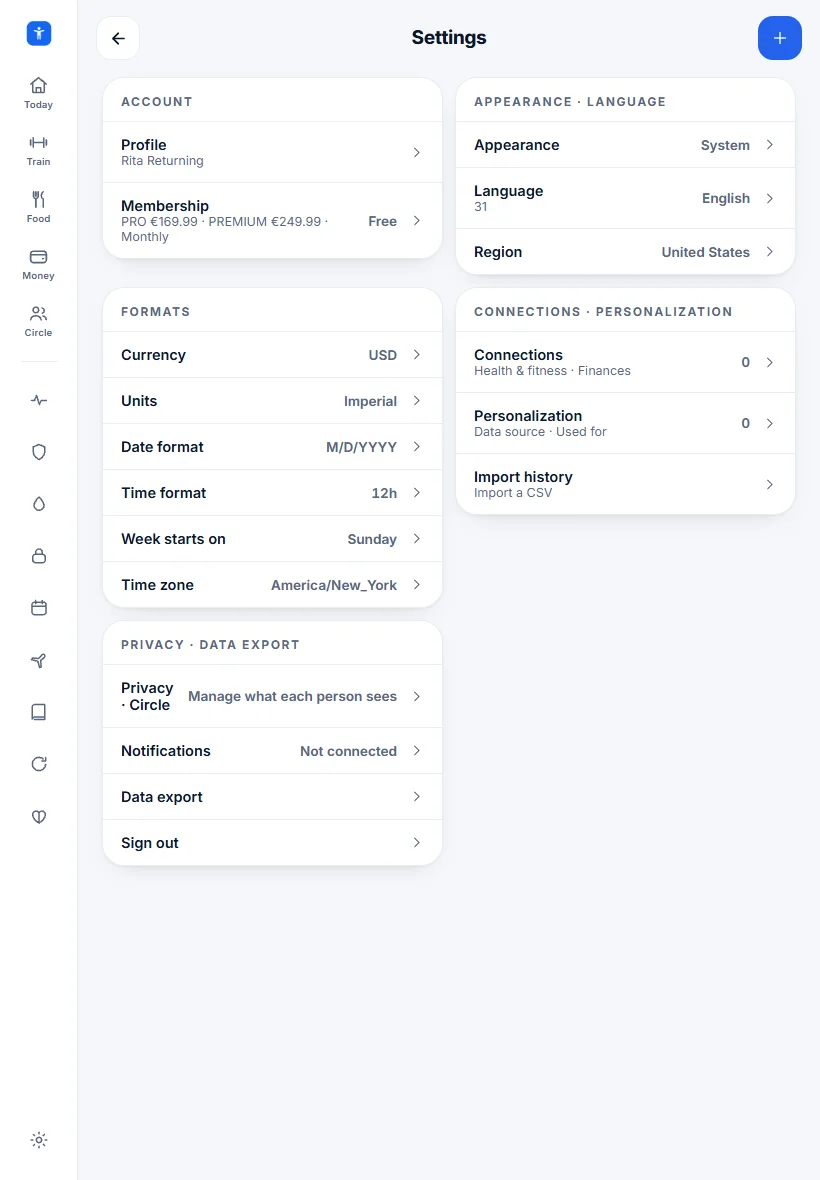 Settings
Today
Train
Food
Money
Circle
ACCOUNT
Profile
Rita Returning
Membership
PRO €169.99 · PREMIUM €249.99 ·
Monthly
Free
APPEARANCE · LANGUAGE
Appearance
System
Language
31
English
Region
United States
FORMATS
Currency
USD
Units
Imperial
Date format
M/D/YYYY
Time format
12h
Week starts on
Sunday
Time zone
America/New_York
CONNECTIONS · PERSONALIZATION
Connections
Health & fitness · Finances
0
Personalization
Data source · Used for
0
Import history
Import a CSV
PRIVACY · DATA EXPORT
Privacy
· Circle
Manage what each person sees
Notifications
Not connected
Data export
Sign out